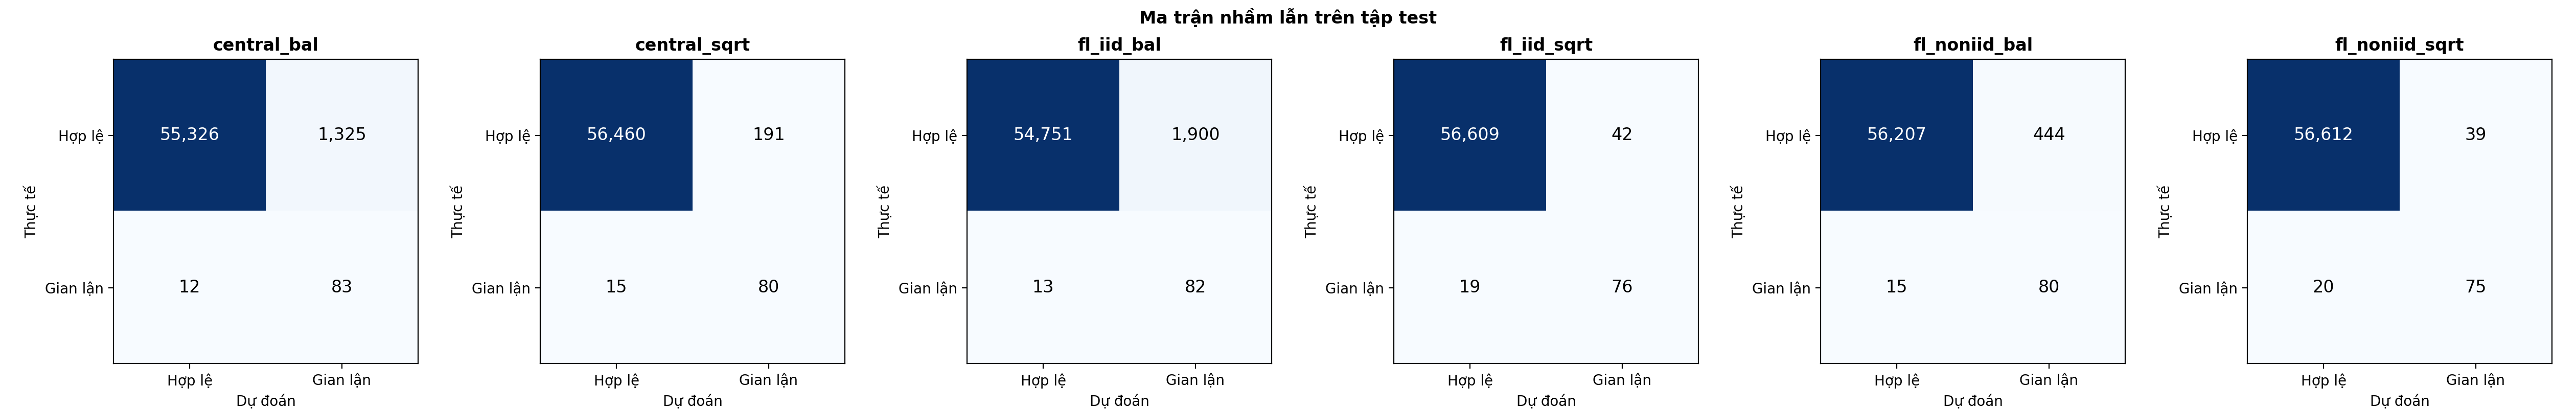 Ma trận nhầm lẫn trên tập test
central_bal
Thực tế
Hợp lệ
55,326
1,325
Gian lận
12
83
Hợp lệ
Gian lận
Dự đoán
central_sqrt
Thực tế
Hợp lệ
56,460
191
Gian lận
15
80
Hợp lệ
Gian lận
Dự đoán
fl_iid_bal
Thực tế
Hợp lệ
54,751
1,900
Gian lận
13
82
Hợp lệ
Gian lận
Dự đoán
fl_iid_sqrt
Thực tế
Hợp lệ
56,609
42
Gian lận
19
76
Hợp lệ
Gian lận
Dự đoán
fl_noniid_bal
Thực tế
Hợp lệ
56,207
444
Gian lận
15
80
Hợp lệ
Gian lận
Dự đoán
fl_noniid_sqrt
Thực tế
Hợp lệ
56,612
39
Gian lận
20
75
Hợp lệ
Gian lận
Dự đoán